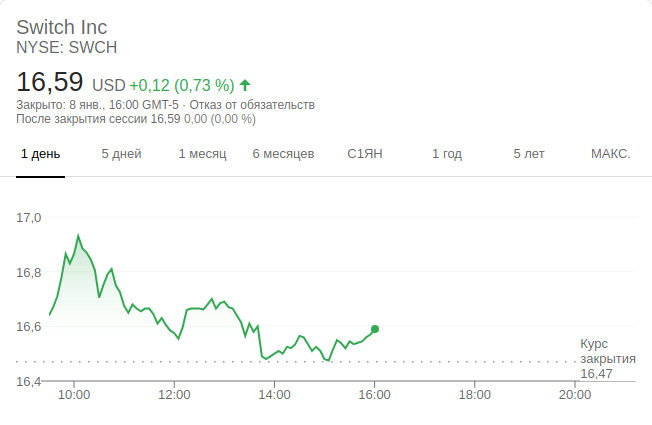 Switch Inc
NYSE: SWCH
16,59 USD +0,12 (0,73 %)
Закрыто: 8 янв., 16:00 GMT-5 · Отказ от обязательств
После закрытия сессии 16,59 0,00 (0,00 %)
1 день 5 дней 1 месяц 6 месяцев С1ЯН 1 год 5 лет МАКС.
17,0
16,8
16,6
Курс
закрытия
16,47
16,4
10:00 12:00 14:00 16:00 18:00 20:00